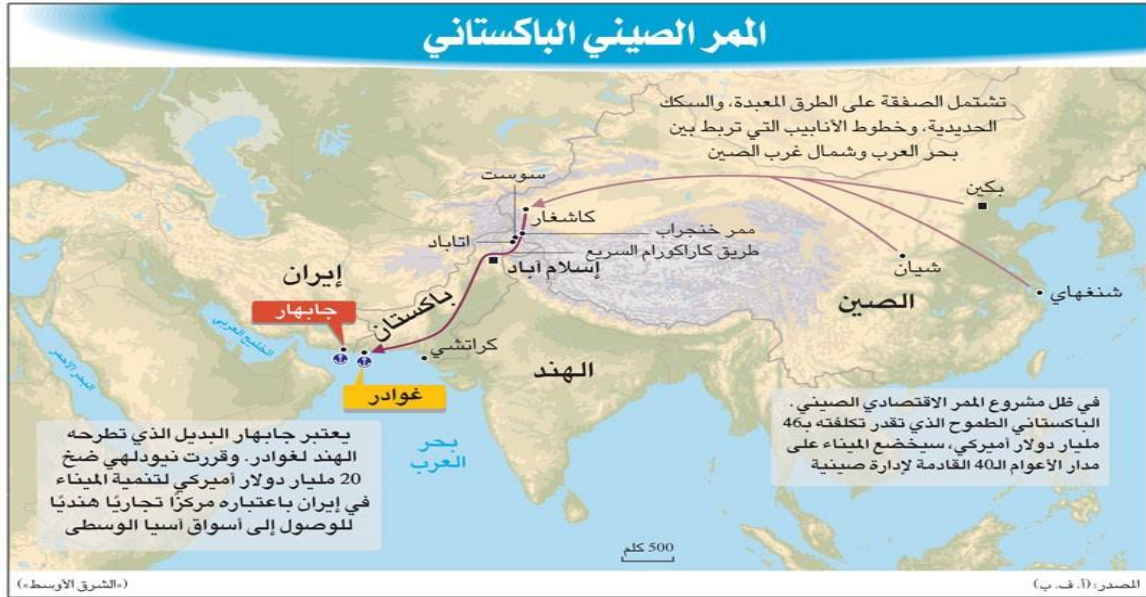 الممر الصيني الباكستاني
تشتمل الصفقة على الطرق المعبدة، والسكك
الحديدية، وخطوط الأنابيب التي تربط بين
بحر العرب وشمال غرب الصين
بكين
سوست
كاشغار
ممر خنجراب
اتاباد
طريق كاراكورام السريع
إسلام آباد
شيان
شنغهاي
الصين
إيران
باكستان
جابهار
الخليج العربي
البحر الأحمر
كراتشي
الهند
غوادر
بحر
العرب
في ظل مشروع الممر الاقتصادي الصيني.
الباكستاني الطموح الذي تقدر تكلفته بـ46
مليار دولار أميركي، سيخضع الميناء على
مدار الأعوام الـ40 القادمة لإدارة صينية
يعتبر جابهار البديل الذي تطرحه
الهند لغوادر. وقررت نيودلهي ضخ
20 مليار دولار أميركي لتنمية الميناء
في إيران باعتباره مركزًا تجاريًا هنديًا
للوصول إلى أسواق آسيا الوسطى
500 كلم
المصدر: (أ. ف. ب)
(«الشرق الأوسط»)